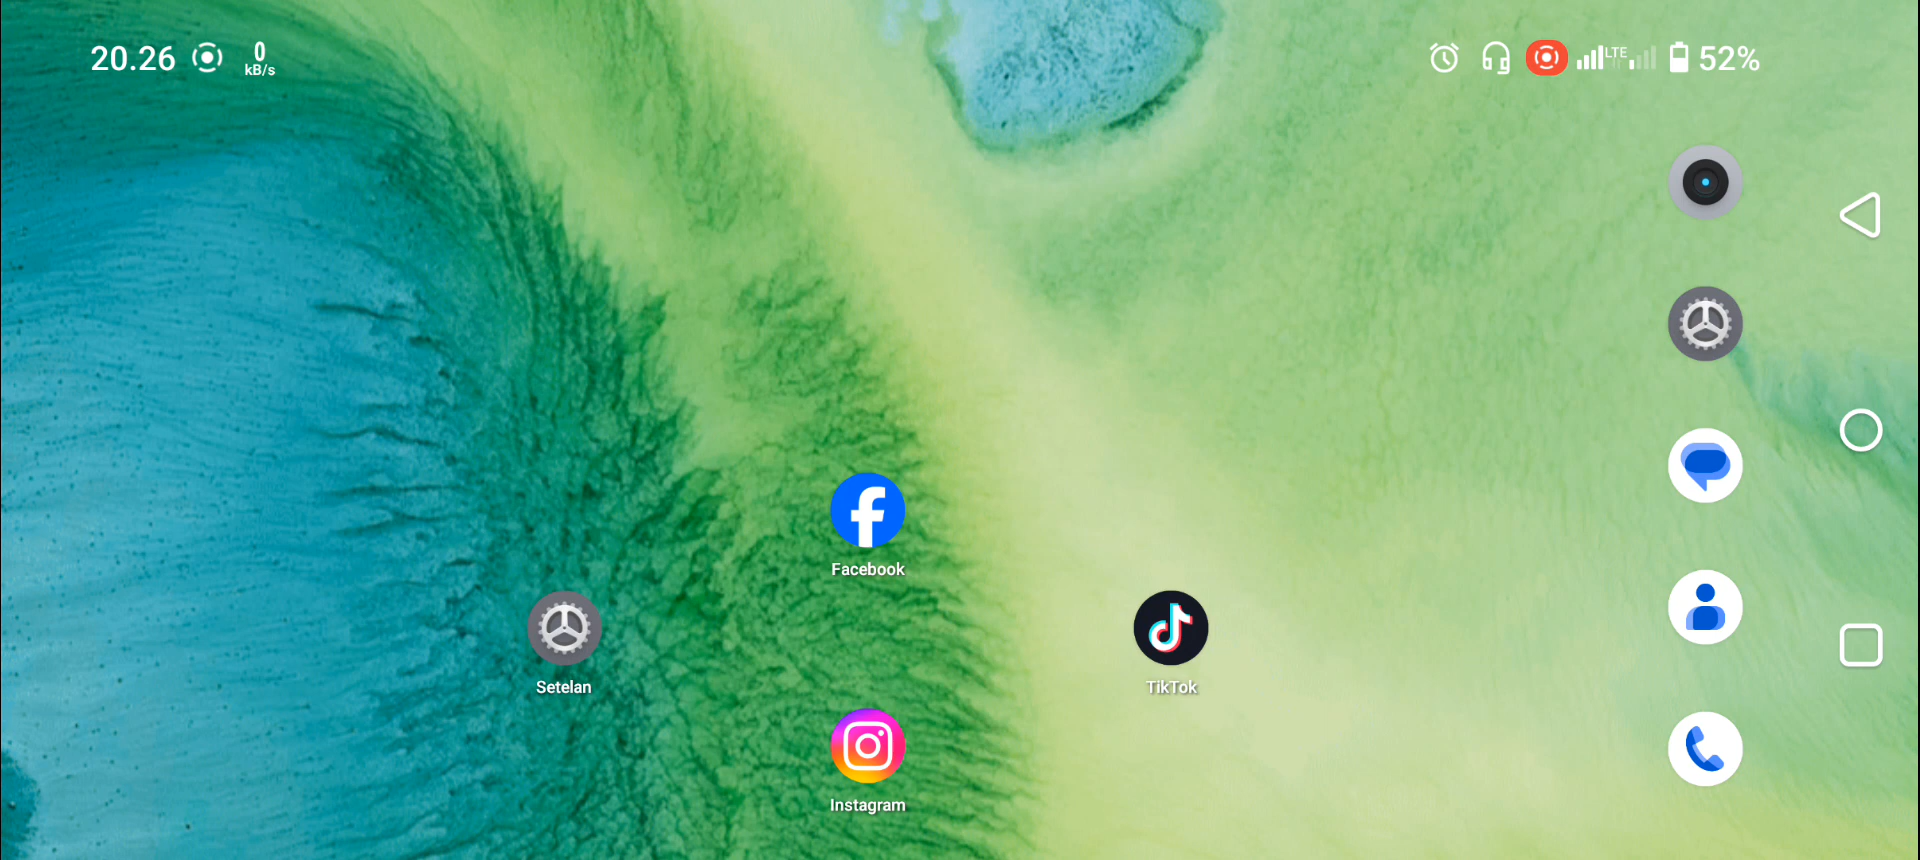 20.26
0
kB/s
LTE
52%
Facebook
Setelan
TikTok
Instagram